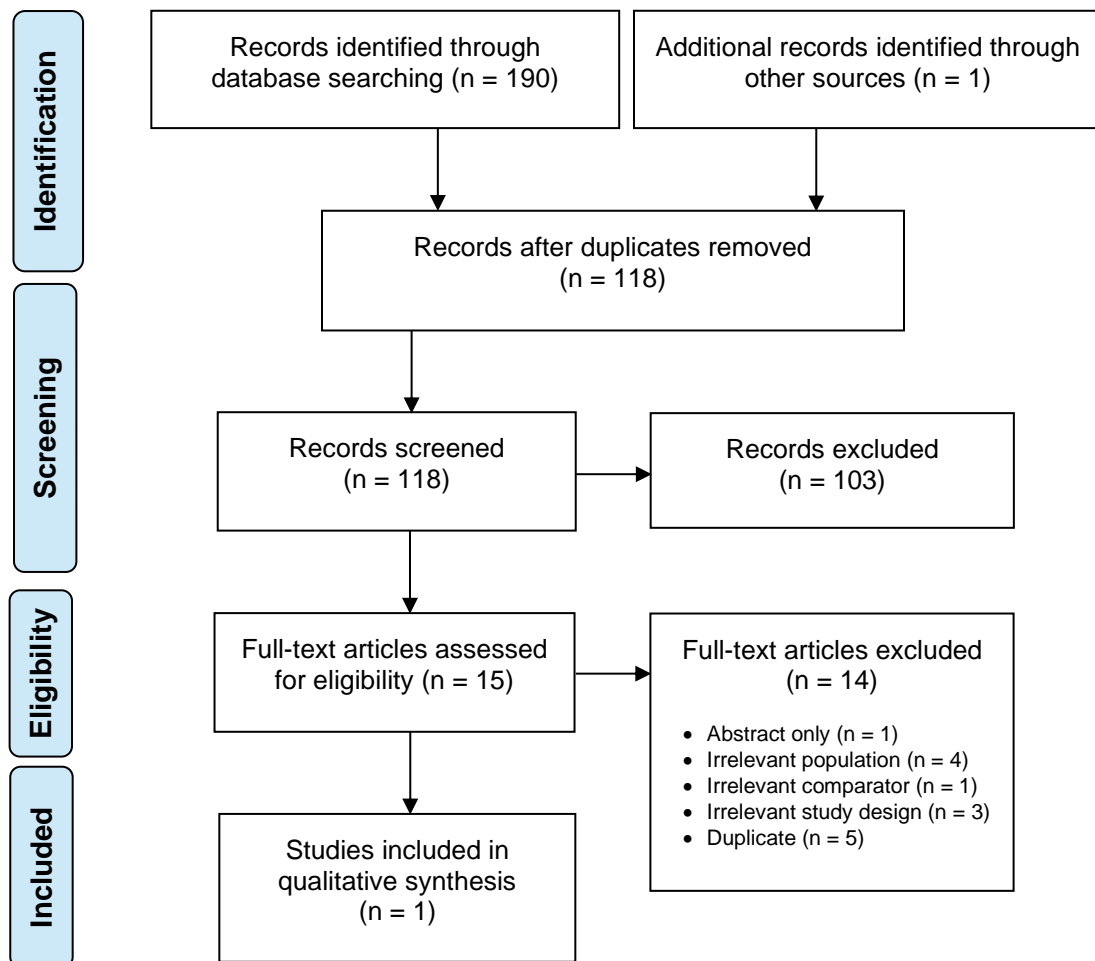 Identification
Records identified through
database searching (n = 190)
Additional records identified through
other sources (n = 1)
Records after duplicates removed
(n = 118)
Screening
Records screened
(n = 118)
Records excluded
(n = 103)
Eligibility
Full-text articles assessed
for eligibility (n = 15)
Full-text articles excluded
(n = 14)
• Abstract only (n = 1)
• Irrelevant population (n = 4)
• Irrelevant comparator (n = 1)
• Irrelevant study design (n = 3)
• Duplicate (n = 5)
Included
Studies included in
qualitative synthesis
(n = 1)